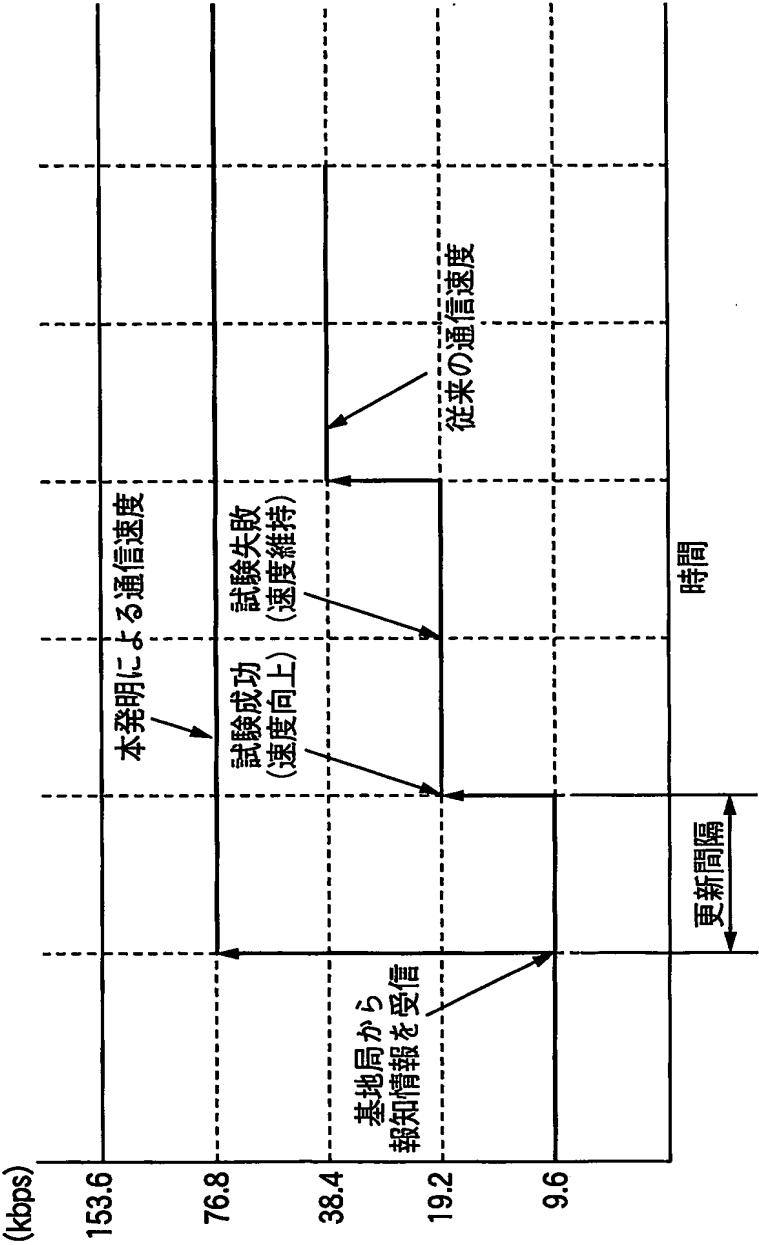 (kbps)
153.6
76.8
38.4
19.2
9.6
本発明による通信速度
試験成功
(速度向上)
試験失敗
(速度維持)
従来の通信速度
基地局から
報知情報を受信
更新間隔
時間